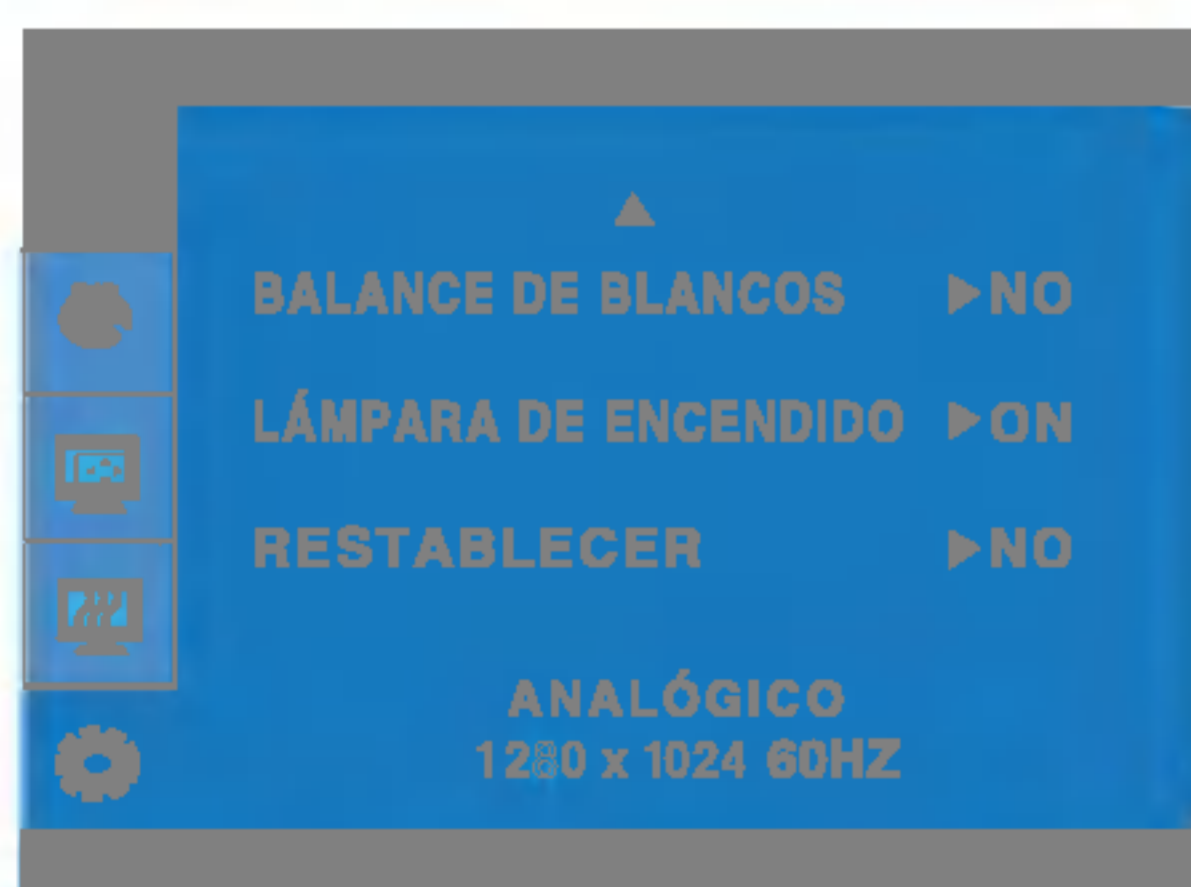 BALANCE DE BLANCOS ▶NO
LÁMPARA DE ENCENDIDO ▶ON
RESTABLECER ▶NO
ANALÓGICO
1280 x 1024 60HZ